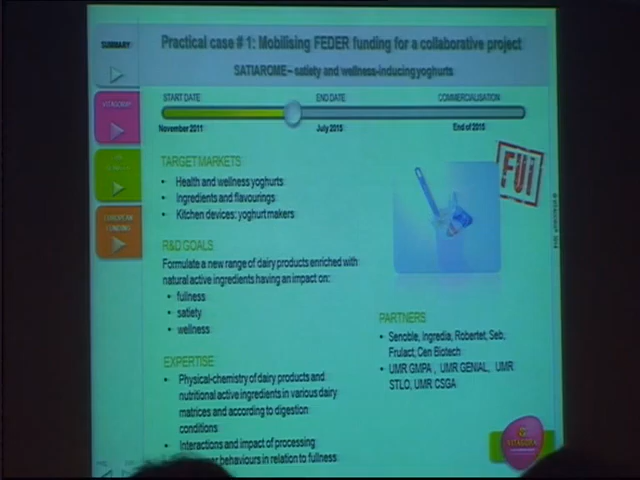 SUMMARY
Practical case # 1: Mobilising FEDER funding for a collaborative project
SATIAROME – satiety and wellness-inducing yoghurts
VITAGORA
START DATE
END DATE
COMMERCIALISATION
November 2011
July 2015
End of 2015
TARGET MARKETS
• Health and wellness yoghurts
• Ingredients and flavourings
• Kitchen devices: yoghurt makers
FUI
EUROPEAN
FUNDING
R&D GOALS
Formulate a new range of dairy products enriched with
natural active ingredients having an impact on:
• fullness
• satiety
• wellness
PARTNERS
• Senoble, Ingredia, Robertet, Seb,
Frulact, Cen Biotech
• UMR GMPA, UMR GENIAL, UMR
STLO, UMR CSGA
EXPERTISE
• Physical-chemistry of dairy products and
nutritional active ingredients in various dairy
matrices and according to digestion
conditions
• Interactions and impact of processing
behaviours in relation to fullness
VITAGORA